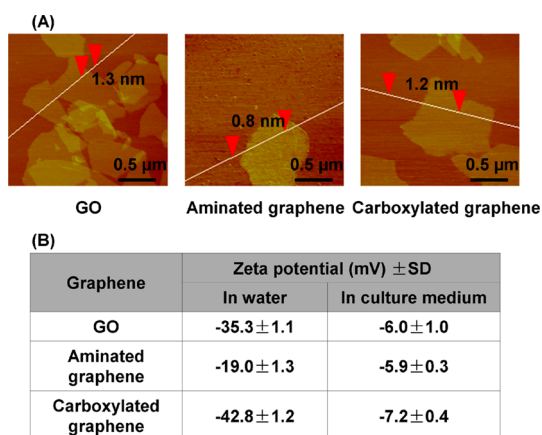 (A)
1.3 nm
0.8 nm
1.2 nm
0.5 μm
0.5 μm
0.5 μm
GO
Aminated graphene
Carboxylated graphene
(B)
Graphene
Zeta potential (mV) ±SD
In water
In culture medium
GO
-35.3±1.1
-6.0±1.0
Aminated
graphene
-19.0±1.3
-5.9±0.3
Carboxylated
graphene
-42.8±1.2
-7.2±0.4